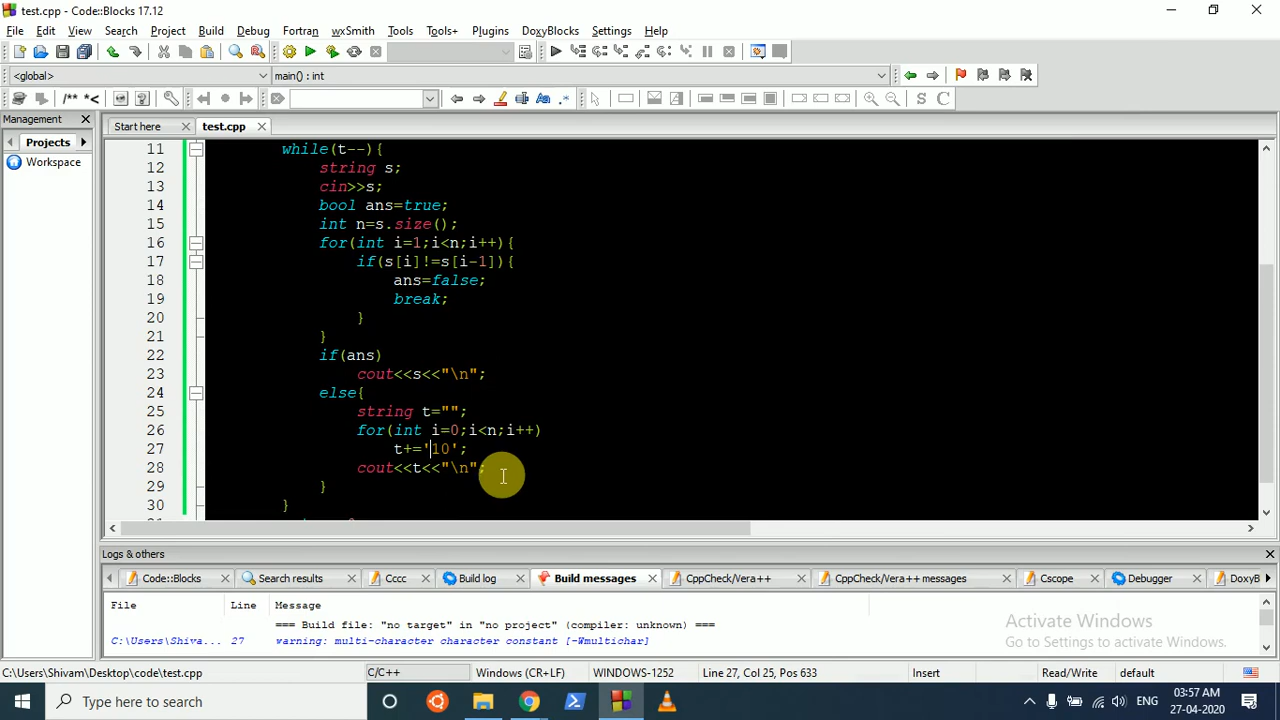 test.cpp - Code::Blocks 17.12
File Edit View Search Project Build Debug Fortran wxSmith Tools Tools+ Plugins DoxyBlocks Settings Help
<global> main() : int
/** *<
S C
Management Start here test.cpp
Projects
Workspace
11 while(t--){
12 string s;
13 cin>>s;
14 bool ans=true;
15 int n=s.size();
16 for(int i=1;i<n;i++){
17 if(s[i]!=s[i-1]){
18 ans=false;
19 break;
20 }
21 }
22 if(ans)
23 cout<<s<<"\n";
24 else{
25 string t="";
26 for(int i=0;i<n;i++)
27 t+='10';
28 cout<<t<<"\n";
29 }
30 }
Logs & others
Code::Blocks Search results Cccc Build log Build messages CppCheck/Vera++ CppCheck/Vera++ messages Cscope Debugger DoxyB
File Line Message
=== Build file: "no target" in "no project" (compiler: unknown) ===
C:\Users\Shiva... 27 warning: multi-character character constant [-Wmultichar]
Activate Windows
Go to Settings to activate Windows.
C:\Users\Shivam\Desktop\code\test.cpp C/C++ Windows (CR+LF) WINDOWS-1252 Line 27, Col 25, Pos 633 Insert Read/Write default
Type here to search
ENG
03:57 AM
27-04-2020